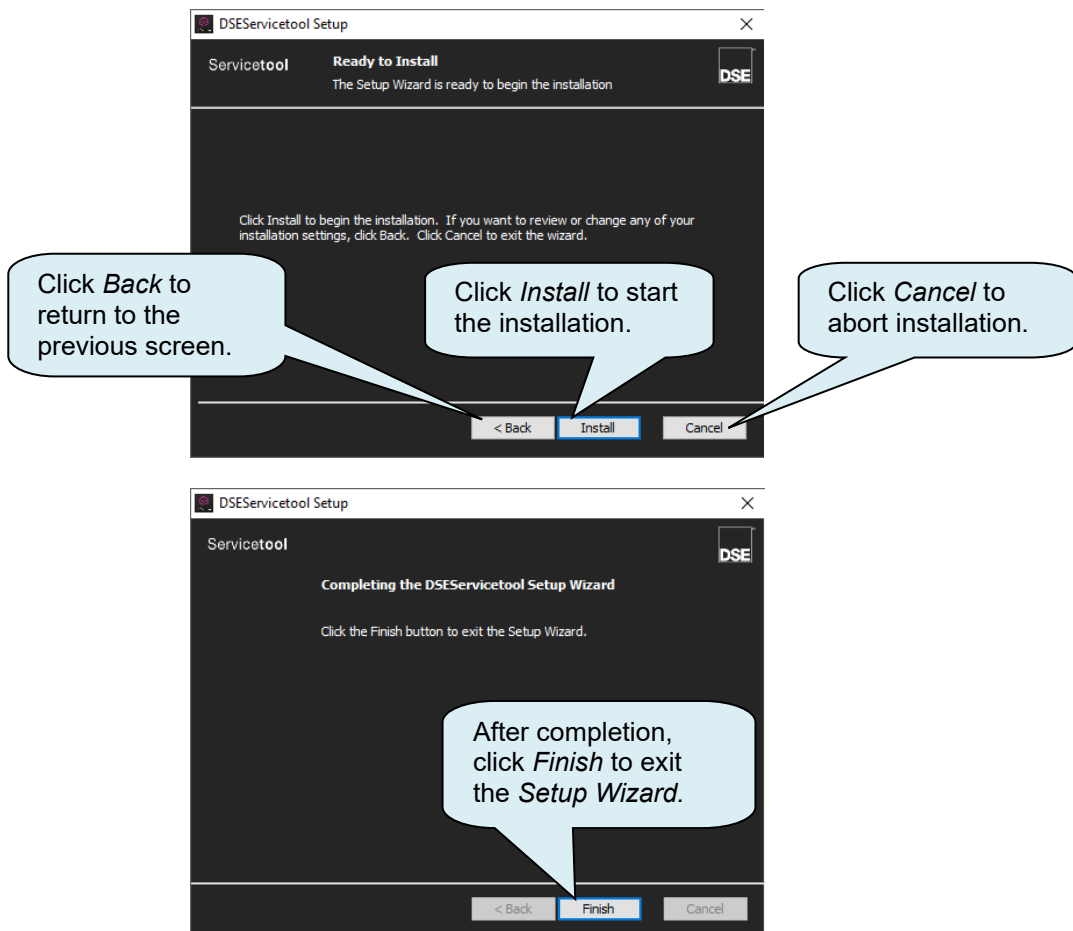 DSEServicetool Setup
Servicetool
Ready to Install
The Setup Wizard is ready to begin the installation
DSE
Click Install to begin the installation. If you want to review or change any of your
installation settings, click Back. Click Cancel to exit the wizard.
Click Back to
return to the
previous screen.
Click Install to start
the installation.
Click Cancel to
abort installation.
< Back
Install
Cancel
DSEServicetool Setup
Servicetool
DSE
Completing the DSEServicetool Setup Wizard
Click the Finish button to exit the Setup Wizard.
After completion,
click Finish to exit
the Setup Wizard.
< Back
Finish
Cancel